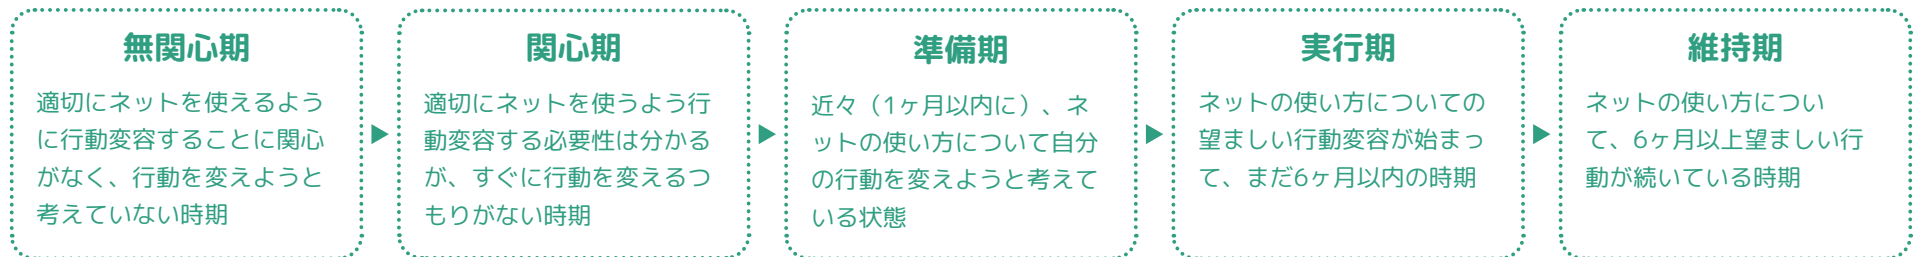 無関心期
適切にネットを使えるよう
に行動変容することに関心
がなく、行動を変えようと
考えていない時期
関心期
適切にネットを使うよう行
動変容する必要性は分かる
が、すぐに行動を変えるつ
もりがない時期
準備期
近々（1ヶ月以内に）、ネ
ットの使い方について自分
の行動を変えようと考えて
いる状態
実行期
ネットの使い方についての
望ましい行動変容が始まっ
て、まだ6ヶ月以内の時期
維持期
ネットの使い方につい
て、6ヶ月以上望ましい行
動が続いている時期